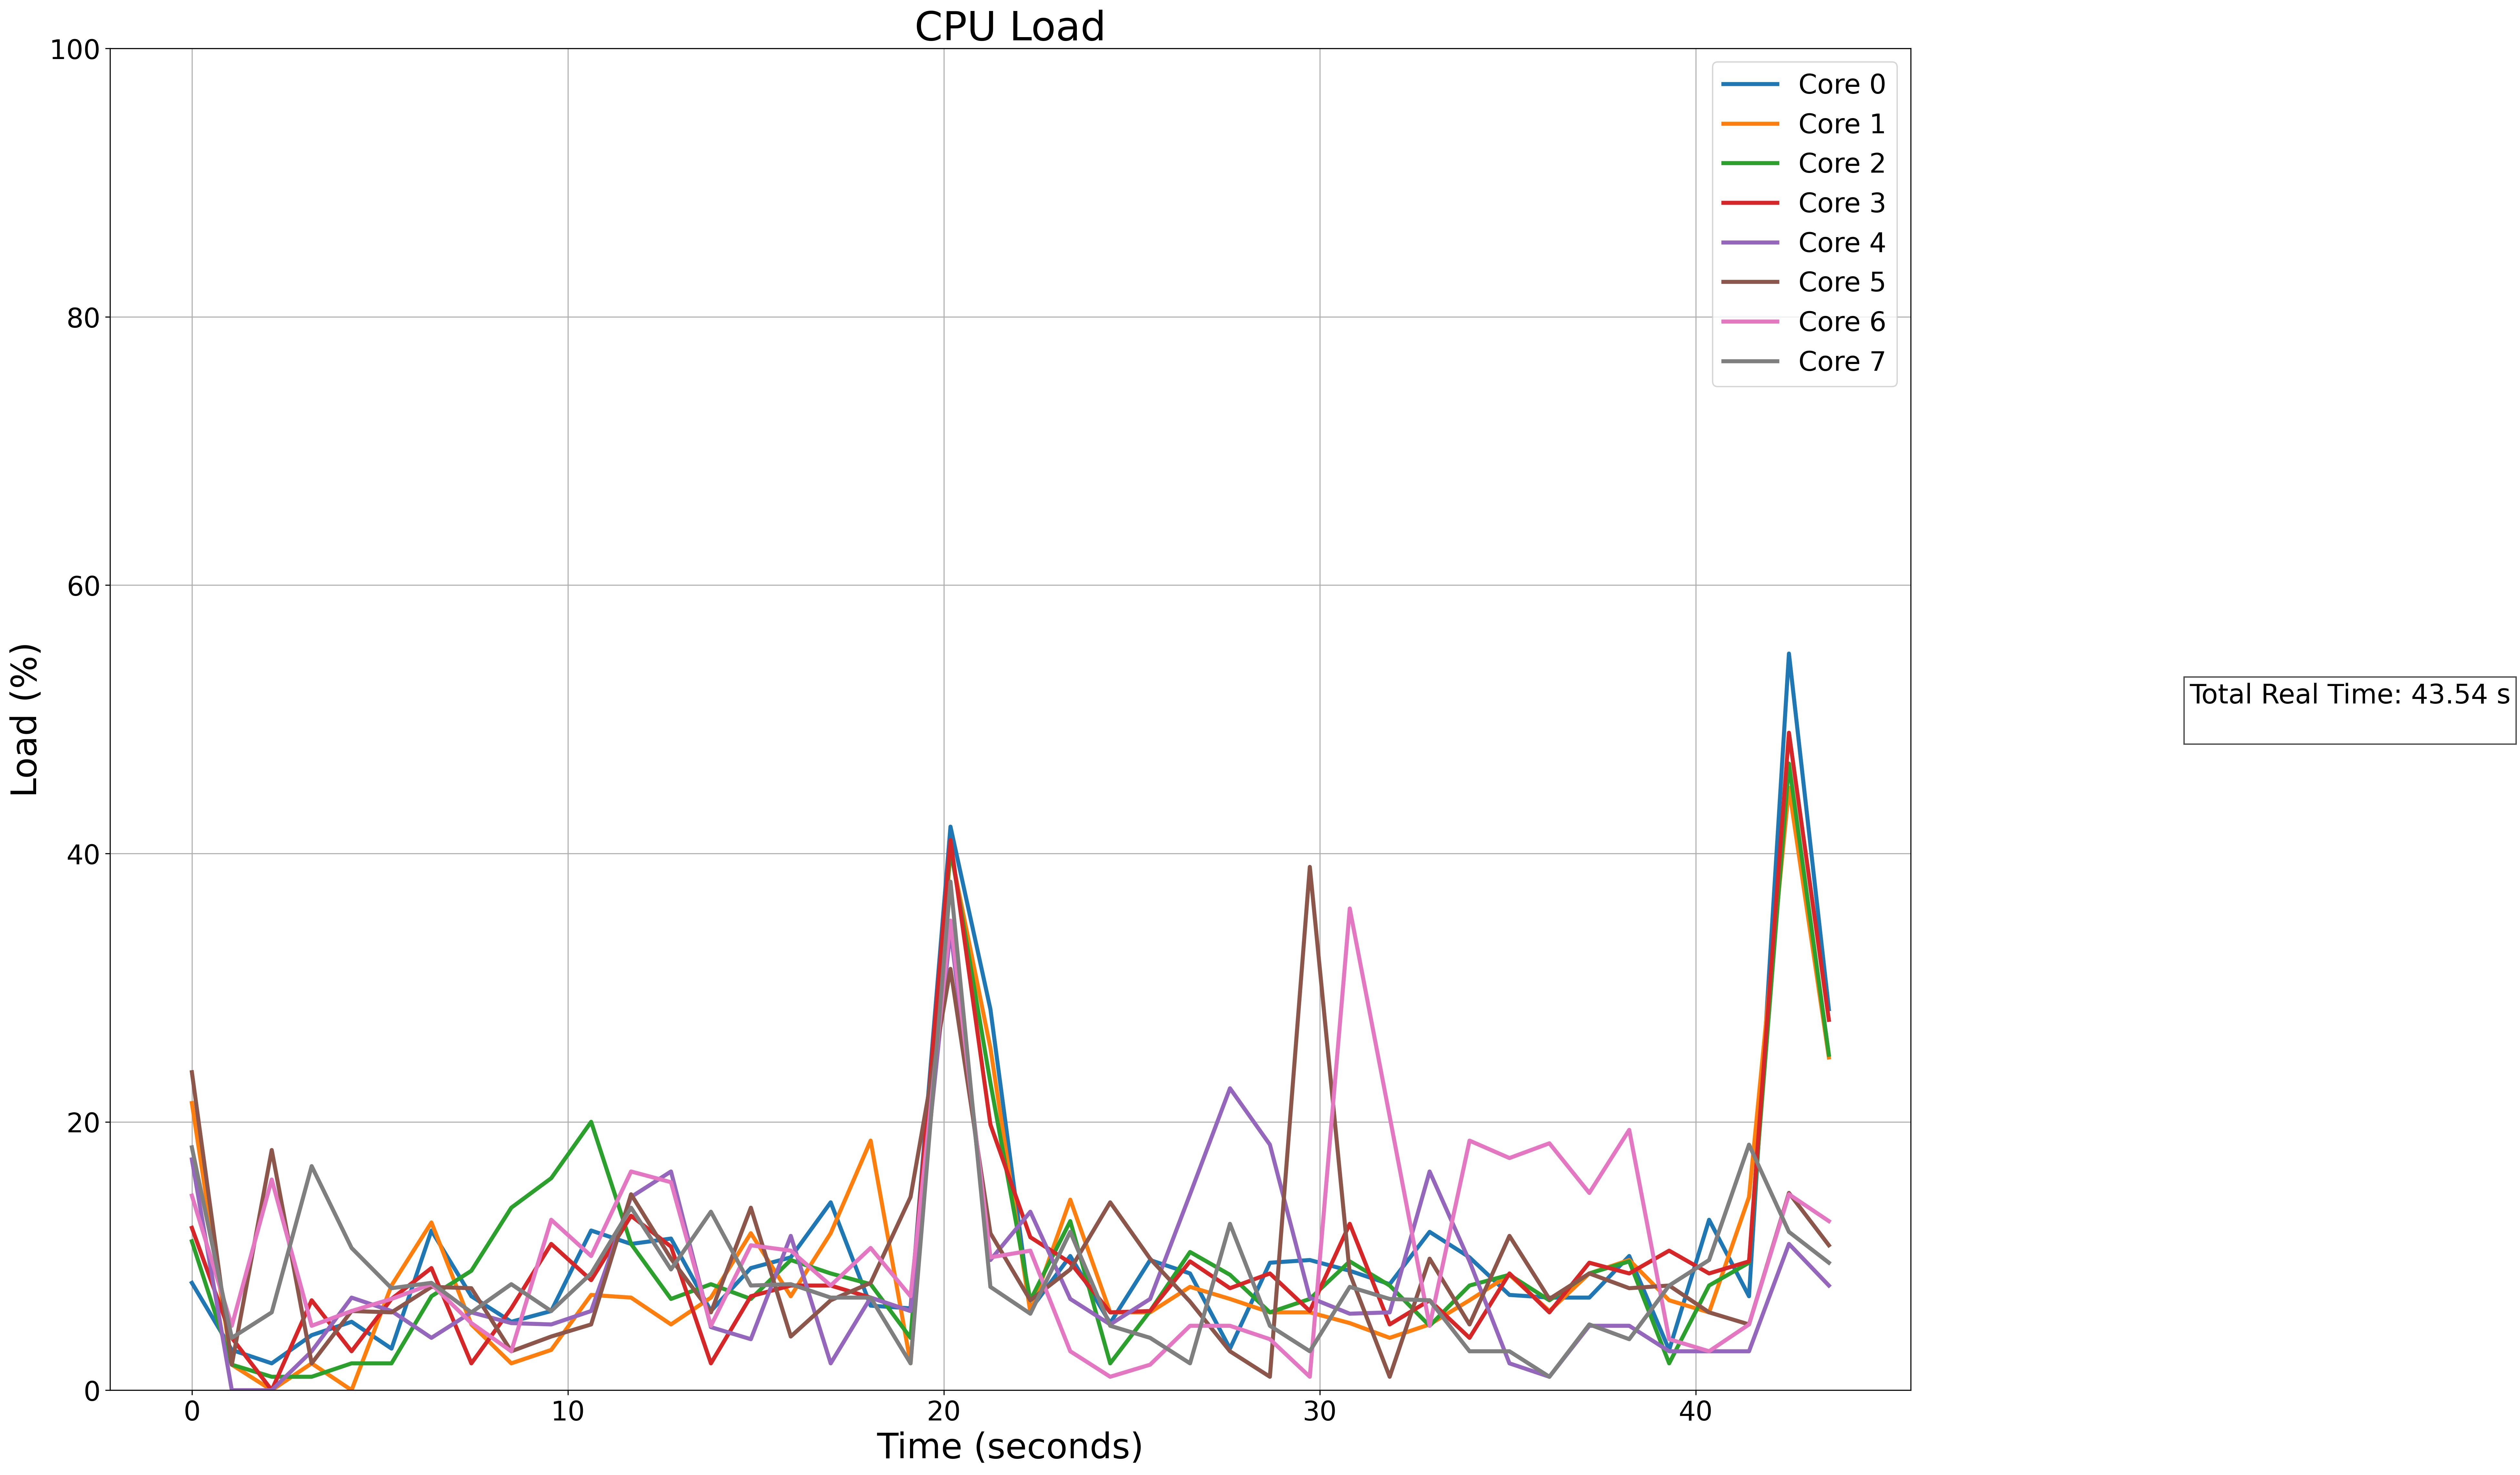 CPU Load
100
80
60
40
20
0
Load (%)
0 10 20 30 40
Time (seconds)
Core 0
Core 1
Core 2
Core 3
Core 4
Core 5
Core 6
Core 7
Total Real Time: 43.54 s